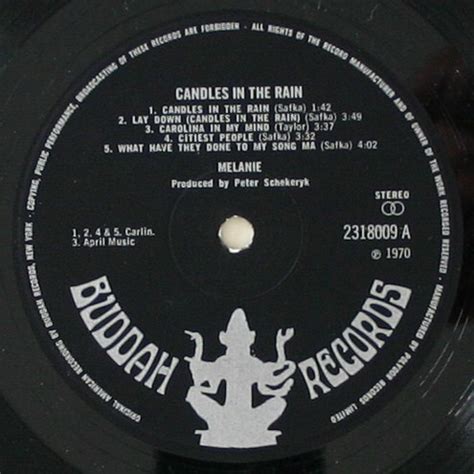 COPYING, PUBLIC PERFORMANCE, BROADCASTING OF THESE RECORDS ARE FORBIDDEN - ALL RIGHTS OF THE RECORD MANUFACTURER AND OF THE OWNER OF THE RECORDED WORK RESERVED
CANDLES IN THE RAIN
1. CANDLES IN THE RAIN (Safka) 1:42
2. LAY DOWN (CANDLES IN THE RAIN) (Safka) 3:49
3. CAROLINA IN MY MIND (Taylor) 3:37
4. CITIEST PEOPLE (Safka) 3:32
5. WHAT HAVE THEY DONE TO MY SONG MA (Safka) 4:02
MELANIE
Produced by Peter Schekeryk
STEREO
1, 2, 4 & 5. Carlin.
3. April Music
2318009 A
℗ 1970
BUDDAH RECORDS
ORIGINAL AMERICAN RECORDING BY BUDDAH RECORDS, NEW YORK -
MANUFACTURED BY POLYDOR RECORDS LIMITED